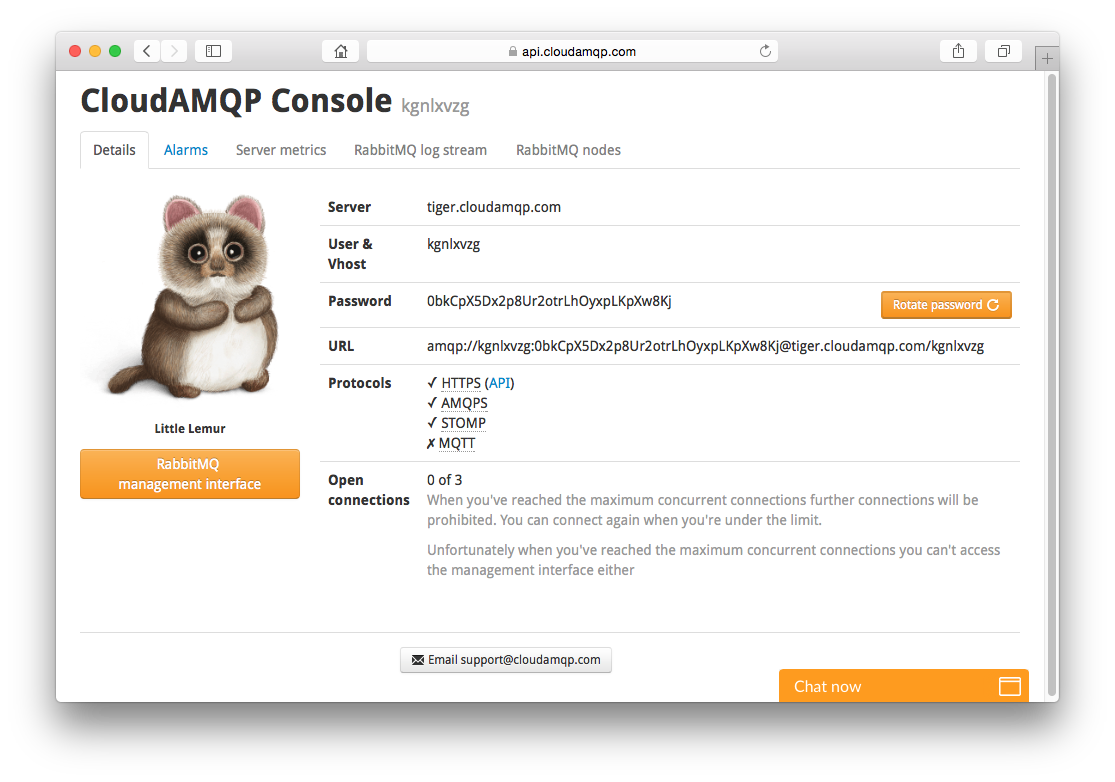 api.cloudamqp.com
CloudAMQP Console kgnlxvzg
Details Alarms Server metrics RabbitMQ log stream RabbitMQ nodes
Server tiger.cloudamqp.com
User & kgnlxvzg
Vhost
Password 0bkCpX5Dx2p8Ur2otrLhOyxpLKpXw8Kj Rotate password
URL amqp://kgnlxvzg:0bkCpX5Dx2p8Ur2otrLhOyxpLKpXw8Kj@tiger.cloudamqp.com/kgnlxvzg
Protocols ✓ HTTPS (API)
✓ AMQPS
✓ STOMP
✗ MQTT
Little Lemur
RabbitMQ
management interface
Open 0 of 3
connections When you've reached the maximum concurrent connections further connections will be
prohibited. You can connect again when you're under the limit.
Unfortunately when you've reached the maximum concurrent connections you can't access
the management interface either
Email support@cloudamqp.com
Chat now